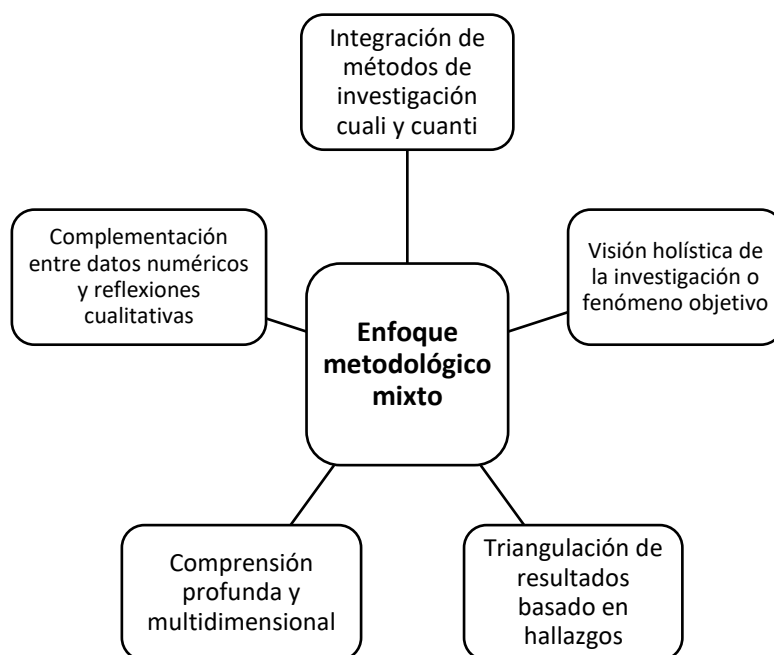 Integración de
métodos de
investigación
cuali y cuanti
Complementación
entre datos numéricos
y reflexiones
cualitativas
Visión holística de
la investigación o
fenómeno objetivo
Enfoque
metodológico
mixto
Comprensión
profunda y
multidimensional
Triangulación de
resultados
basado en
hallazgos